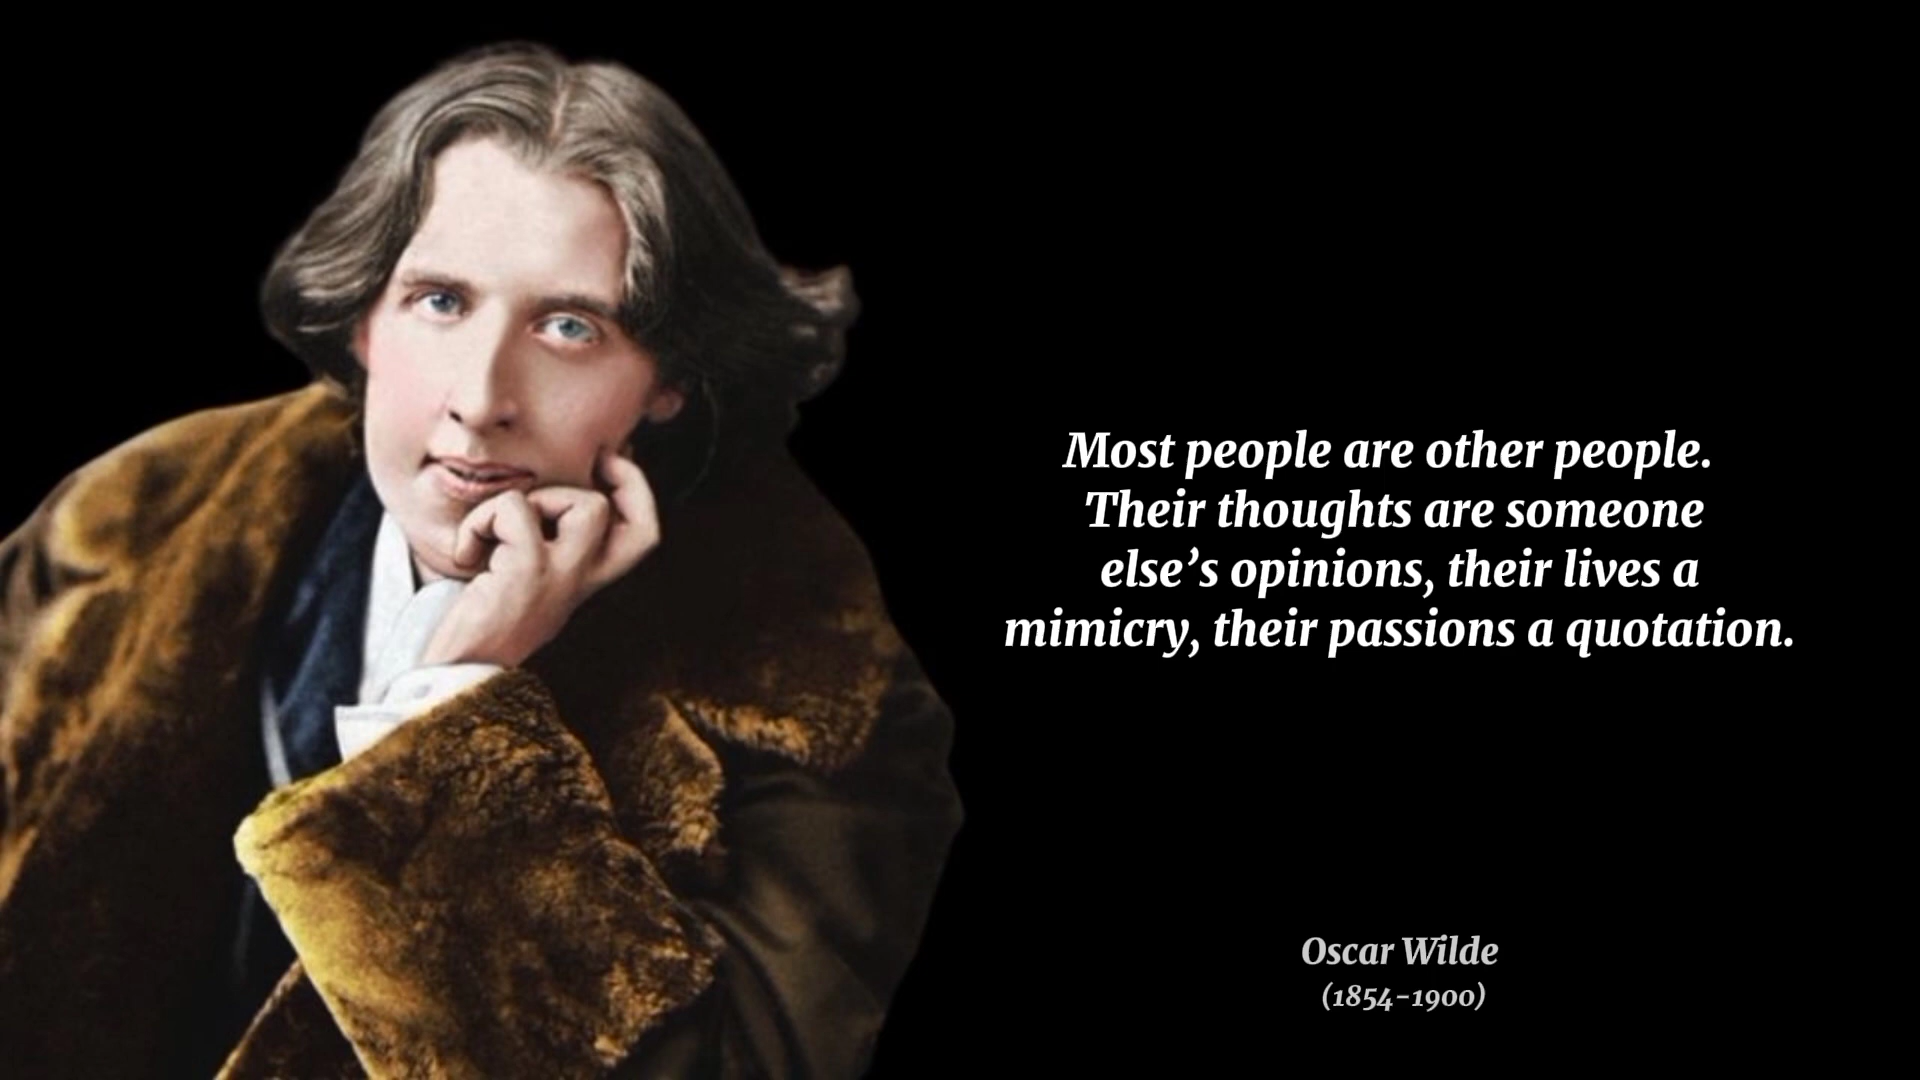 Most people are other people.
Their thoughts are someone
else’s opinions, their lives a
mimicry, their passions a quotation.
Oscar Wilde
(1854-1900)